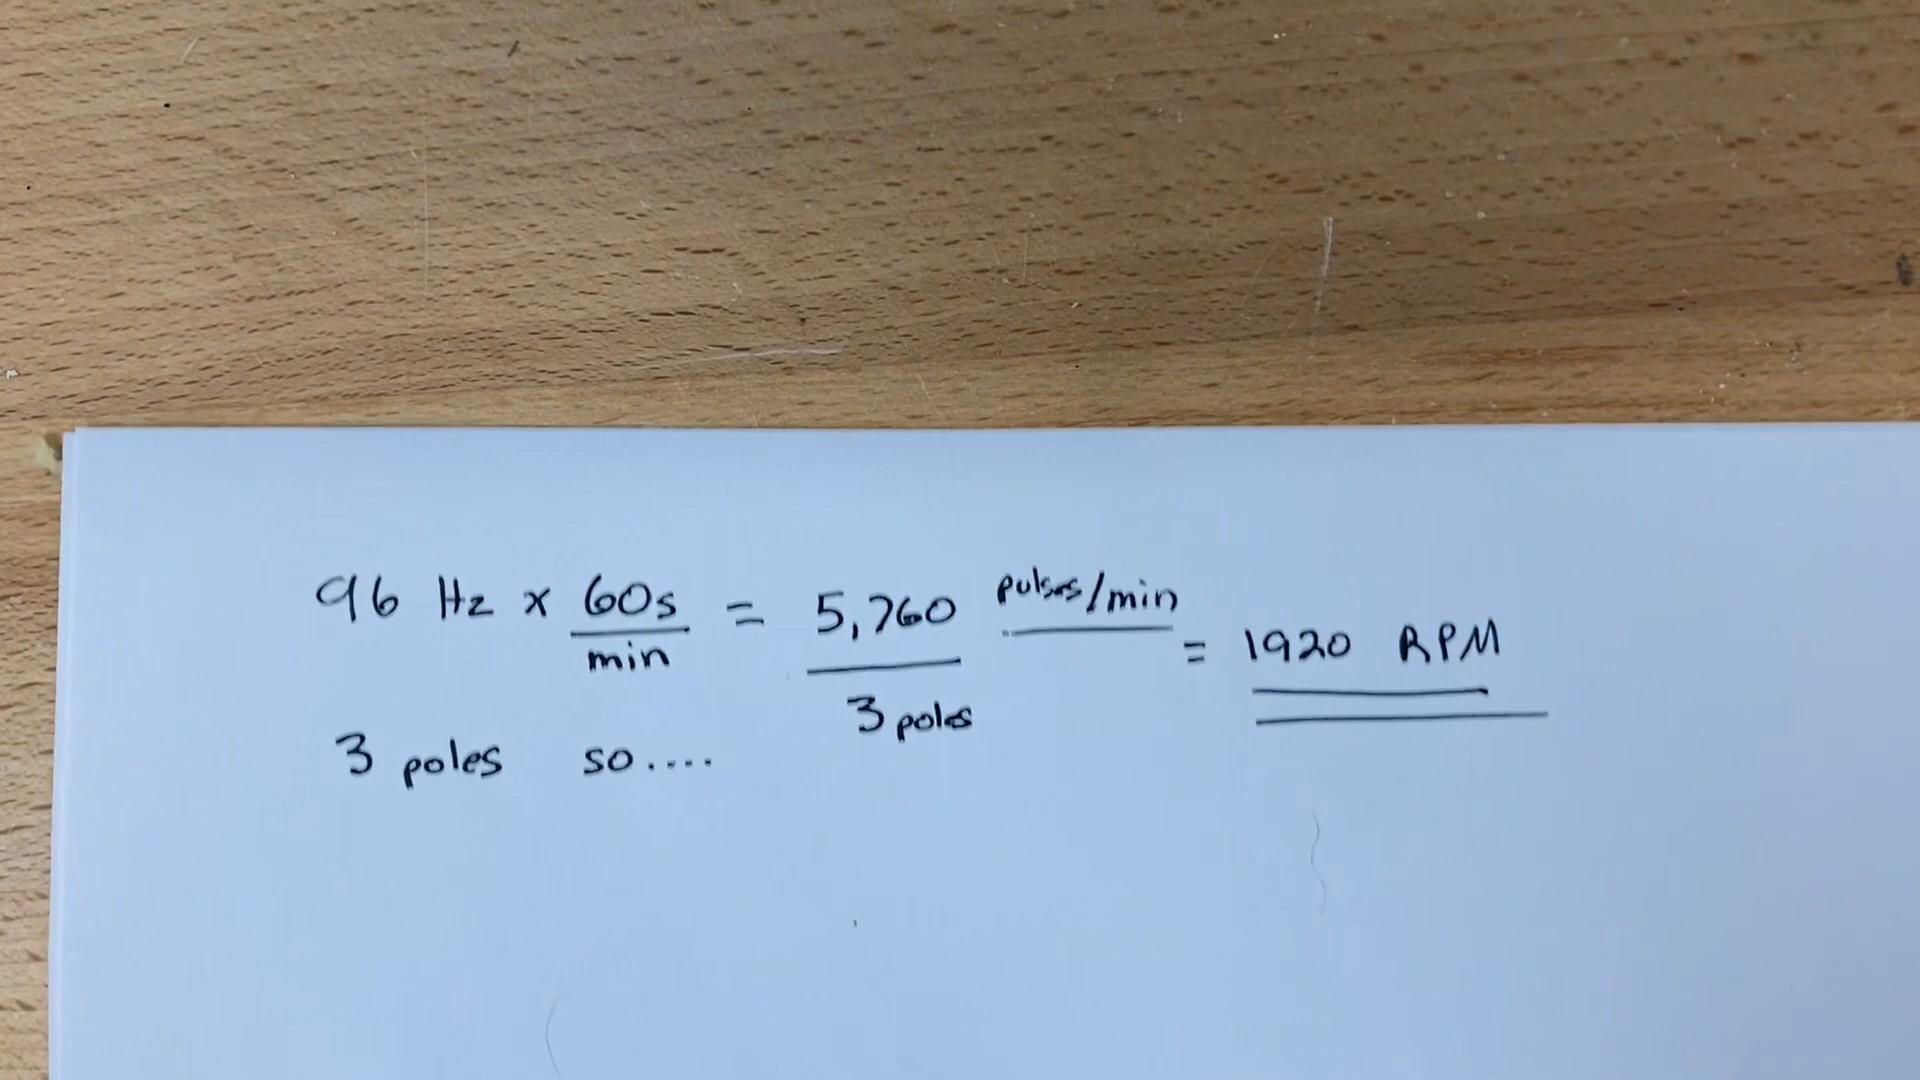 96 Hz x 60s = 5,760 pulses/min = 1920 RPM
min 3 poles
3 poles so....